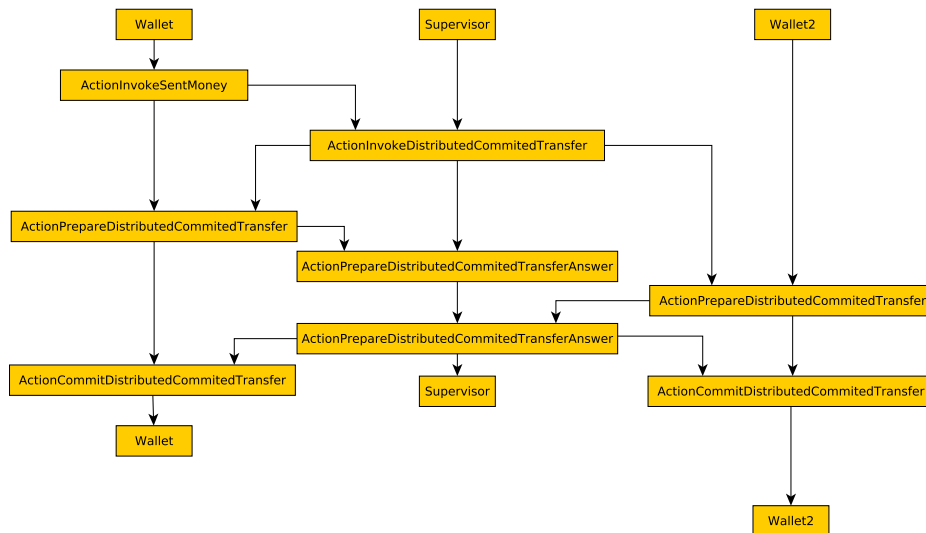 Wallet
Supervisor
Wallet2
ActionInvokeSentMoney
ActionInvokeDistributedCommitedTransfer
ActionPrepareDistributedCommitedTransfer
ActionPrepareDistributedCommitedTransferAnswer
ActionPrepareDistributedCommitedTransfer
ActionPrepareDistributedCommitedTransferAnswer
ActionCommitDistributedCommitedTransfer
Supervisor
ActionCommitDistributedCommitedTransfer
Wallet
Wallet2